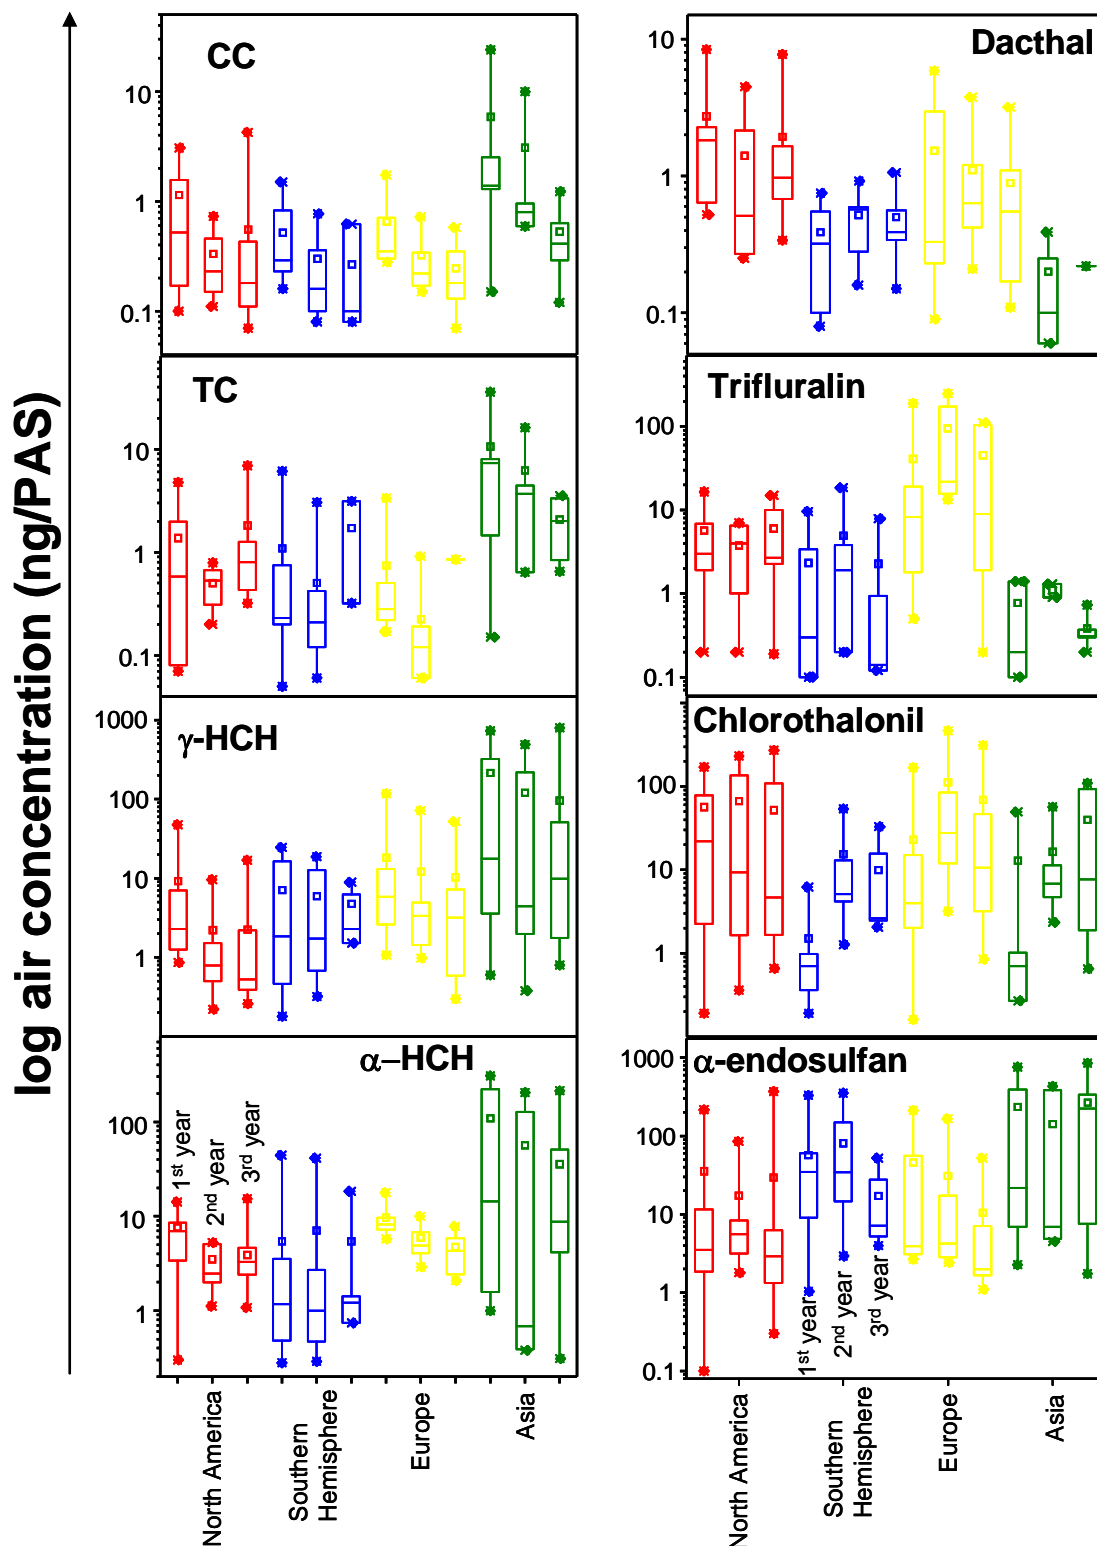 log air concentration (ng/PAS)
CC
10
1
0.1
TC
10
1
0.1
γ-HCH
1000
100
10
1
α–HCH
100
10
1
1st year
2nd year
3rd year
North America
Southern
Hemisphere
Europe
Asia
Dacthal
10
1
0.1
Trifluralin
100
10
1
0.1
Chlorothalonil
100
10
1
α-endosulfan
1000
100
10
1
0.1
1st year
2nd year
3rd year
North America
Southern
Hemisphere
Europe
Asia